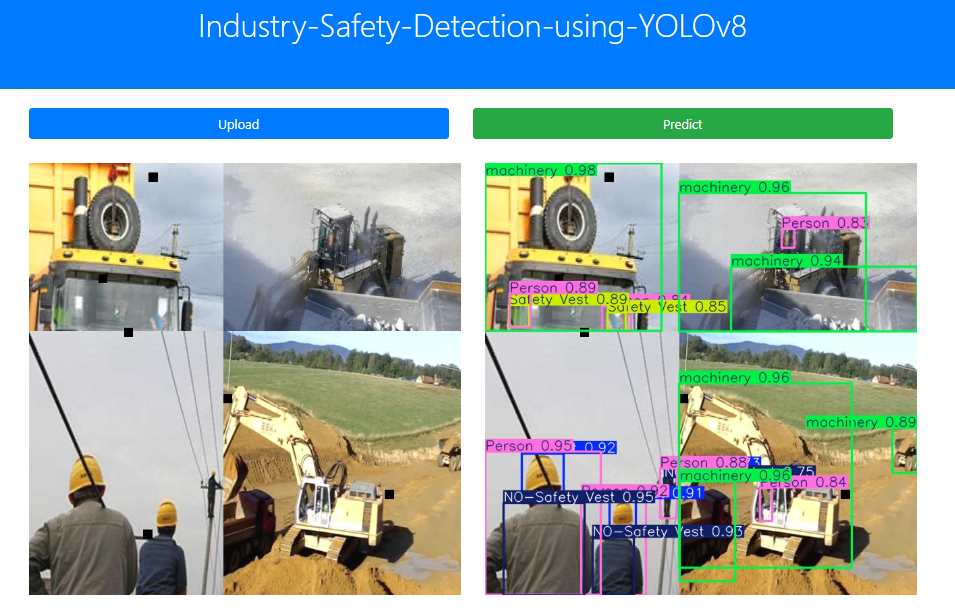 Industry-Safety-Detection-using-YOLOv8
Upload
Predict
machinery 0.98
machinery 0.96
Person 0.83
machinery 0.94
Person 0.89
Safety Vest 0.89
Safety Vest 0.85
machinery 0.96
machinery 0.89
Person 0.95
0.92
Person 0.88
0.75
machinery 0.96
Person 0.84
NO-Safety Vest 0.95
0.91
NO-Safety Vest 0.93